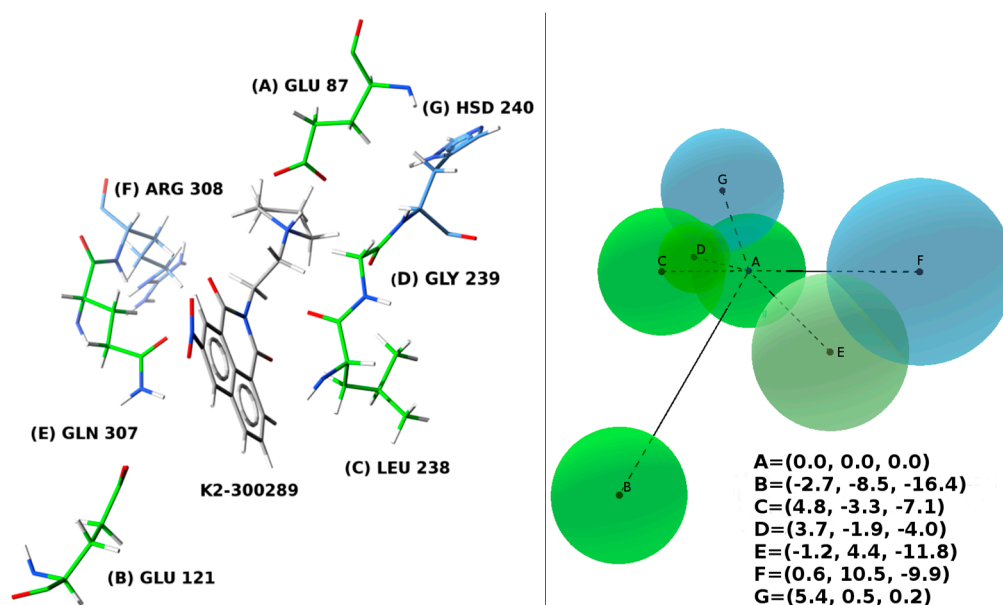 (A) GLU 87
(G) HSD 240
(F) ARG 308
(D) GLY 239
(E) GLN 307
(C) LEU 238
K2-300289
(B) GLU 121
G
D
C
A
F
E
B
A=(0.0, 0.0, 0.0)
B=(-2.7, -8.5, -16.4)
C=(4.8, -3.3, -7.1)
D=(3.7, -1.9, -4.0)
E=(-1.2, 4.4, -11.8)
F=(0.6, 10.5, -9.9)
G=(5.4, 0.5, 0.2)